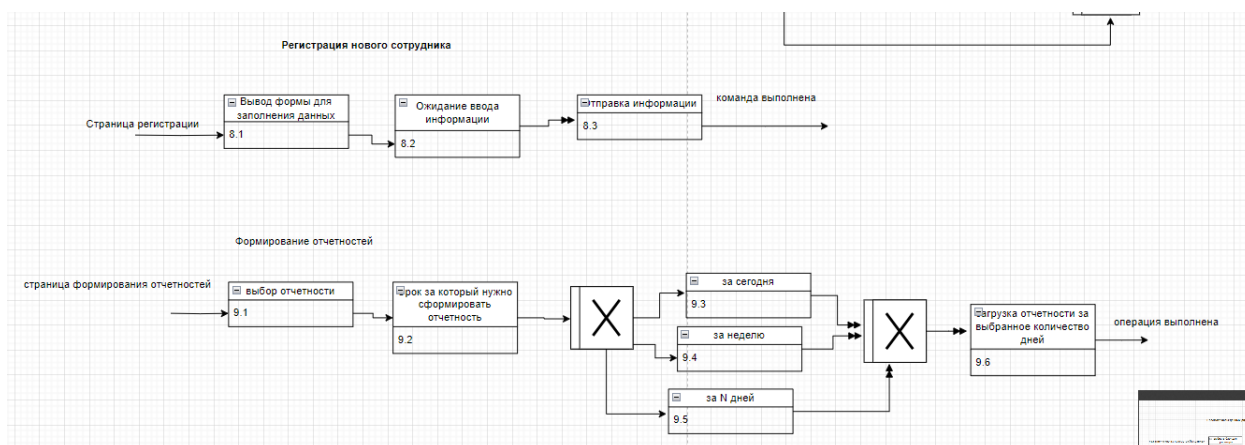 Регистрация нового сотрудника
Страница регистрации
Вывод формы для
заполнения данных
8.1
Ожидание ввода
информации
8.2
Отправка информации
8.3
команда выполнена
Формирование отчетностей
страница формирования отчетностей
выбор отчетности
9.1
Срок за который нужно
сформировать
отчетность
9.2
X
за сегодня
9.3
за неделю
9.4
за N дней
9.5
X
Загрузка отчетности за
выбранное количество
дней
9.6
операция выполнена